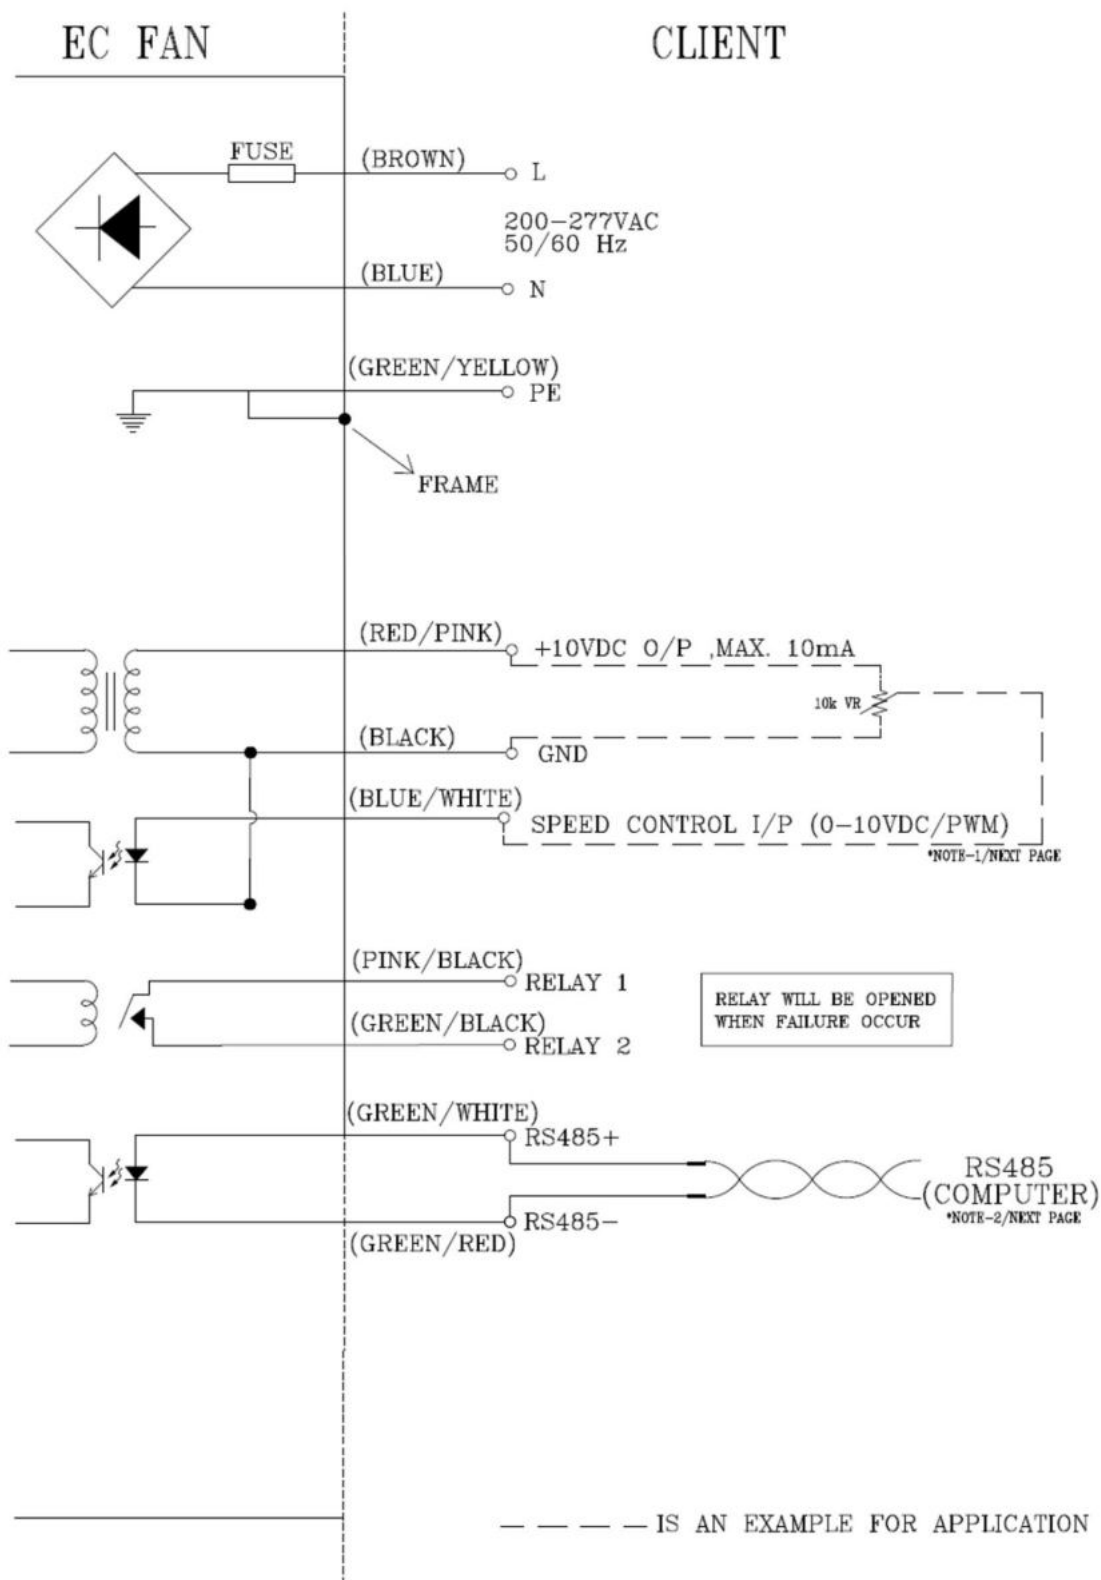 EC FAN
CLIENT
FUSE
(BROWN)
L
200-277VAC
50/60 Hz
(BLUE)
N
(GREEN/YELLOW)
PE
FRAME
(RED/PINK)
+10VDC O/P ,MAX. 10mA
10k VR
(BLACK)
GND
(BLUE/WHITE)
SPEED CONTROL I/P (0-10VDC/PWM)
*NOTE-1/NEXT PAGE
(PINK/BLACK)
RELAY 1
RELAY WILL BE OPENED
WHEN FAILURE OCCUR
(GREEN/BLACK)
RELAY 2
(GREEN/WHITE)
RS485+
RS485
(COMPUTER)
*NOTE-2/NEXT PAGE
RS485-
(GREEN/RED)
IS AN EXAMPLE FOR APPLICATION